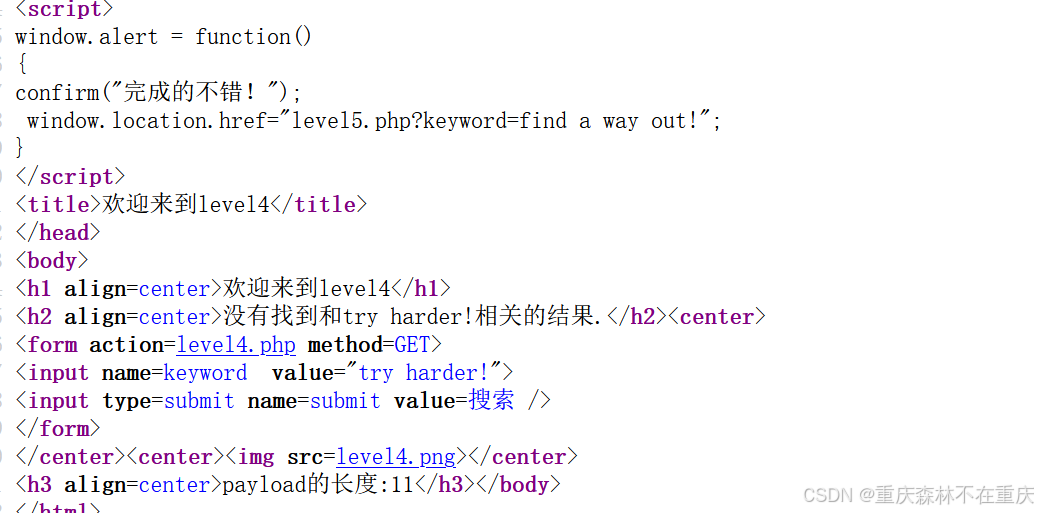 <script>
window.alert = function()
{
confirm("完成的不错！");
 window.location.href="level5.php?keyword=find a way out!";
}
</script>
<title>欢迎来到level4</title>
</head>
<body>
<h1 align=center>欢迎来到level4</h1>
<h2 align=center>没有找到和try harder!相关的结果.</h2><center>
<form action=level4.php method=GET>
<input name=keyword  value="try harder!">
<input type=submit name=submit value=搜索 />
</form>
</center><center><img src=level4.png></center>
<h3 align=center>payload的长度:11</h3></body>
</html>
CSDN @重庆森林不在重庆